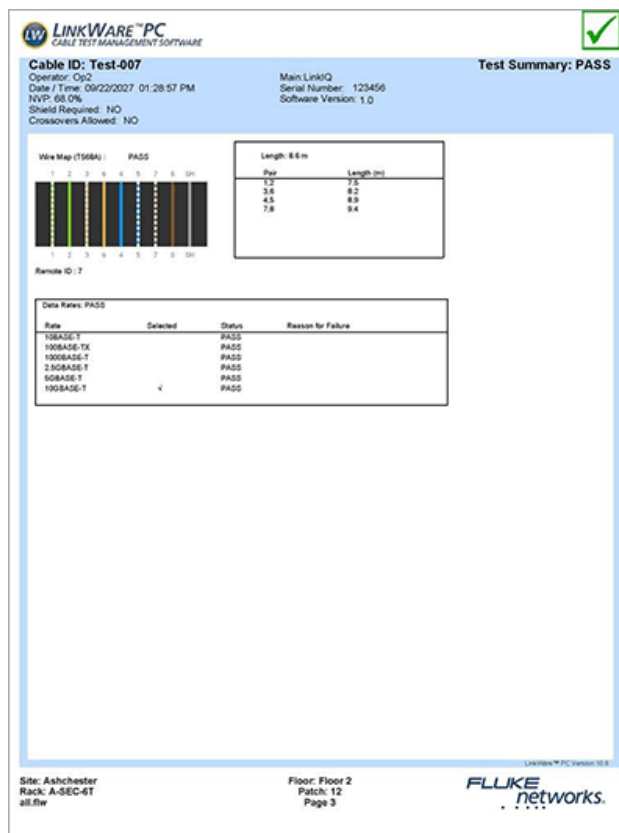 LW LINKWARE™PC
CABLE TEST MANAGEMENT SOFTWARE
Cable ID: Test-007
Test Summary: PASS
Operator: Op2
Date / Time: 09/22/2027 01:28:57 PM
NVP: 68.0%
Shield Required: NO
Crossovers Allowed: NO
Main:LinkIQ
Serial Number: 123456
Software Version: 1.0
Wire Map (T568A) : PASS
1 2 3 6 4 5 7 8 SH
1 2 3 6 4 5 7 8 SH
Remote ID : 7
Length: 8.6 m
Pair Length (m)
1,2 7.5
3,6 8.2
4,5 8.9
7,8 9.4
Data Rates: PASS
Rate Selected Status Reason for Failure
10BASE-T PASS
100BASE-TX PASS
1000BASE-T PASS
2.5GBASE-T PASS
5GBASE-T PASS
10GBASE-T √ PASS
LinkWare™ PC Version 10.8
Site: Ashchester
Rack: A-SEC-6T
all.flw
Floor: Floor 2
Patch: 12
Page 3
FLUKE
networks.